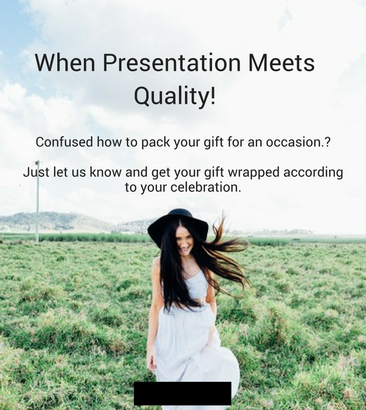 When Presentation Meets
Quality!
Confused how to pack your gift for an occasion.?
Just let us know and get your gift wrapped according
to your celebration.